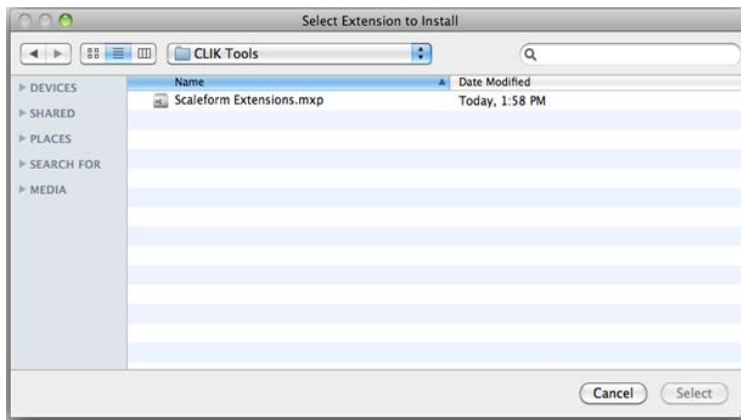 Select Extension to Install
CLIK Tools
Name Date Modified
DEVICES
Scaleform Extensions.mxp Today, 1:58 PM
SHARED
PLACES
SEARCH FOR
MEDIA
Cancel Select